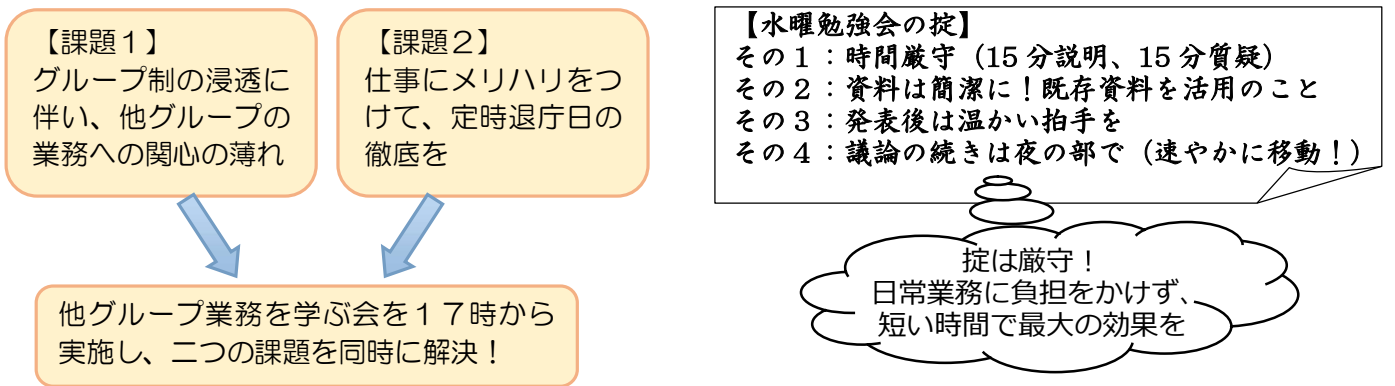 【課題１】
グループ制の浸透に
伴い、他グループの
業務への関心の薄れ
【課題２】
仕事にメリハリをつ
けて、定時退庁日の
徹底を
他グループ業務を学ぶ会を１７時から
実施し、二つの課題を同時に解決！
【水曜勉強会の掟】
その１：時間厳守（15分説明、15分質疑）
その２：資料は簡潔に！既存資料を活用のこと
その３：発表後は温かい拍手を
その４：議論の続きは夜の部で（速やかに移動！）
掟は厳守！
日常業務に負担をかけず、
短い時間で最大の効果を